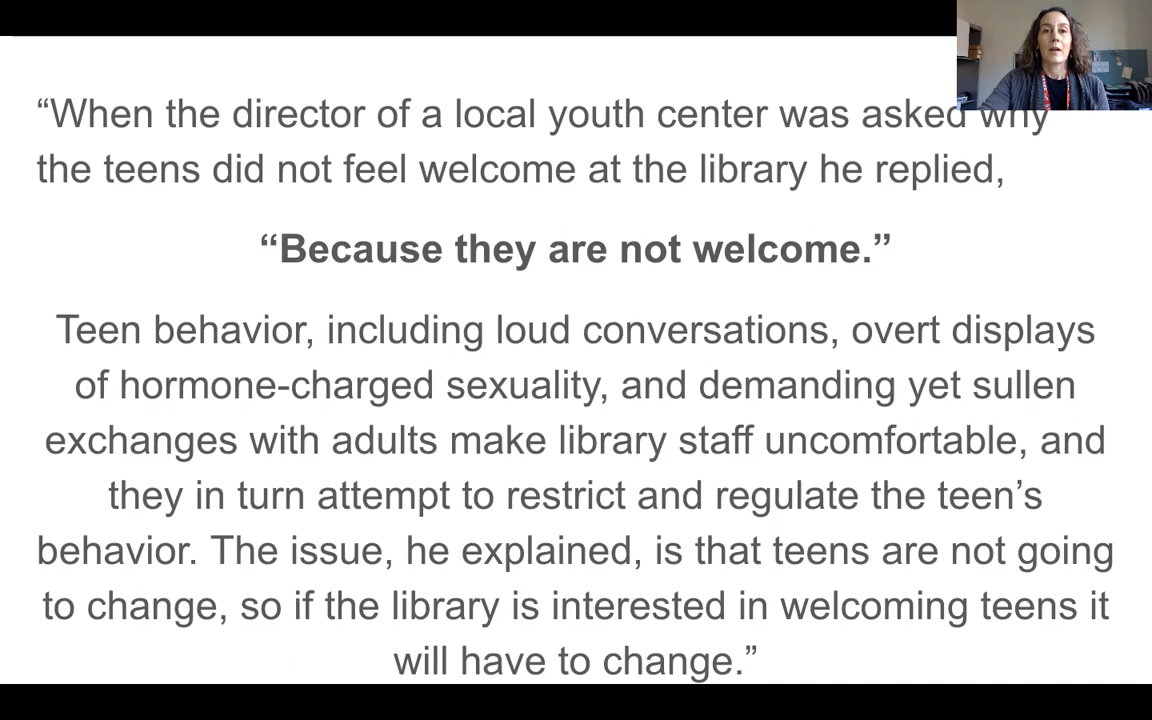 “When the director of a local youth center was asked why
the teens did not feel welcome at the library he replied,
“Because they are not welcome.”
Teen behavior, including loud conversations, overt displays
of hormone-charged sexuality, and demanding yet sullen
exchanges with adults make library staff uncomfortable, and
they in turn attempt to restrict and regulate the teen’s
behavior. The issue, he explained, is that teens are not going
to change, so if the library is interested in welcoming teens it
will have to change.”